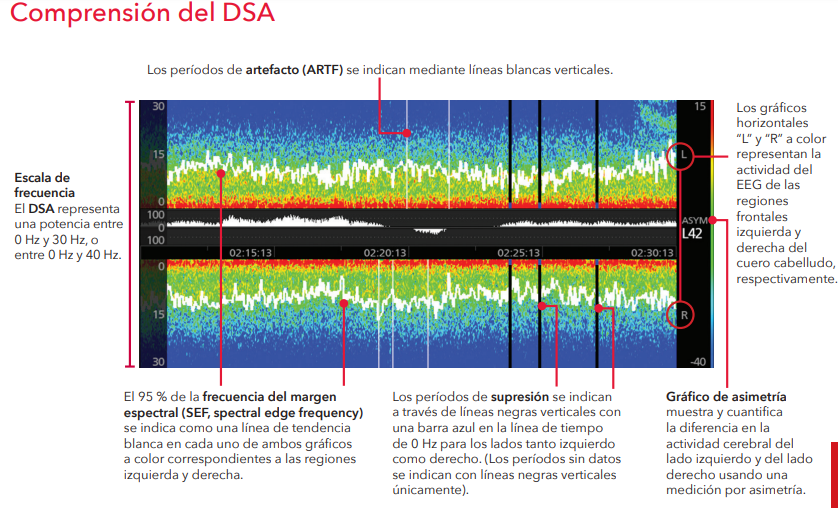 Comprensión del DSA
Los períodos de artefacto (ARTF) se indican mediante líneas blancas verticales.
Escala de
frecuencia
El DSA representa
una potencia entre
0 Hz y 30 Hz, o
entre 0 Hz y 40 Hz.
30
15
0
100
0
100
02:15:13
02:20:13
02:25:13
02:30:13
0
15
30
15
L
ASYM
L42
R
-40
Los gráficos
horizontales
“L” y “R” a color
representan la
actividad del
EEG de las
regiones
frontales
izquierda y
derecha del
cuero cabelludo,
respectivamente.
El 95 % de la frecuencia del margen
espectral (SEF, spectral edge frequency)
se indica como una línea de tendencia
blanca en cada uno de ambos gráficos
a color correspondientes a las regiones
izquierda y derecha.
Los períodos de supresión se indican
a través de líneas negras verticales con
una barra azul en la línea de tiempo
de 0 Hz para los lados tanto izquierdo
como derecho. (Los períodos sin datos
se indican con líneas negras verticales
únicamente).
Gráfico de asimetría
muestra y cuantifica
la diferencia en la
actividad cerebral del
lado izquierdo y del lado
derecho usando una
medición por asimetría.